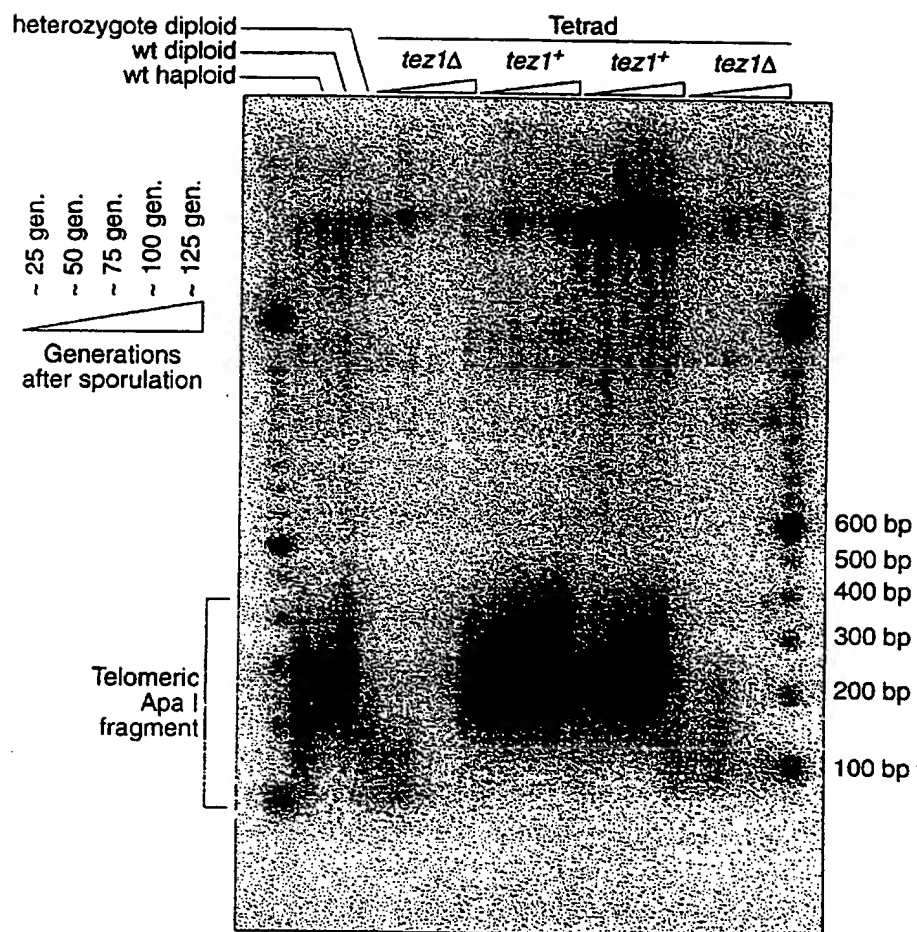 heterozygote diploid
wt diploid
wt haploid
Tetrad
tez1Δ
tez1+
tez1+
tez1Δ
~ 25 gen.
~ 50 gen.
~ 75 gen.
~ 100 gen.
~ 125 gen.
Generations
after sporulation
600 bp
500 bp
400 bp
300 bp
200 bp
100 bp
Telomeric
Apa I
fragment